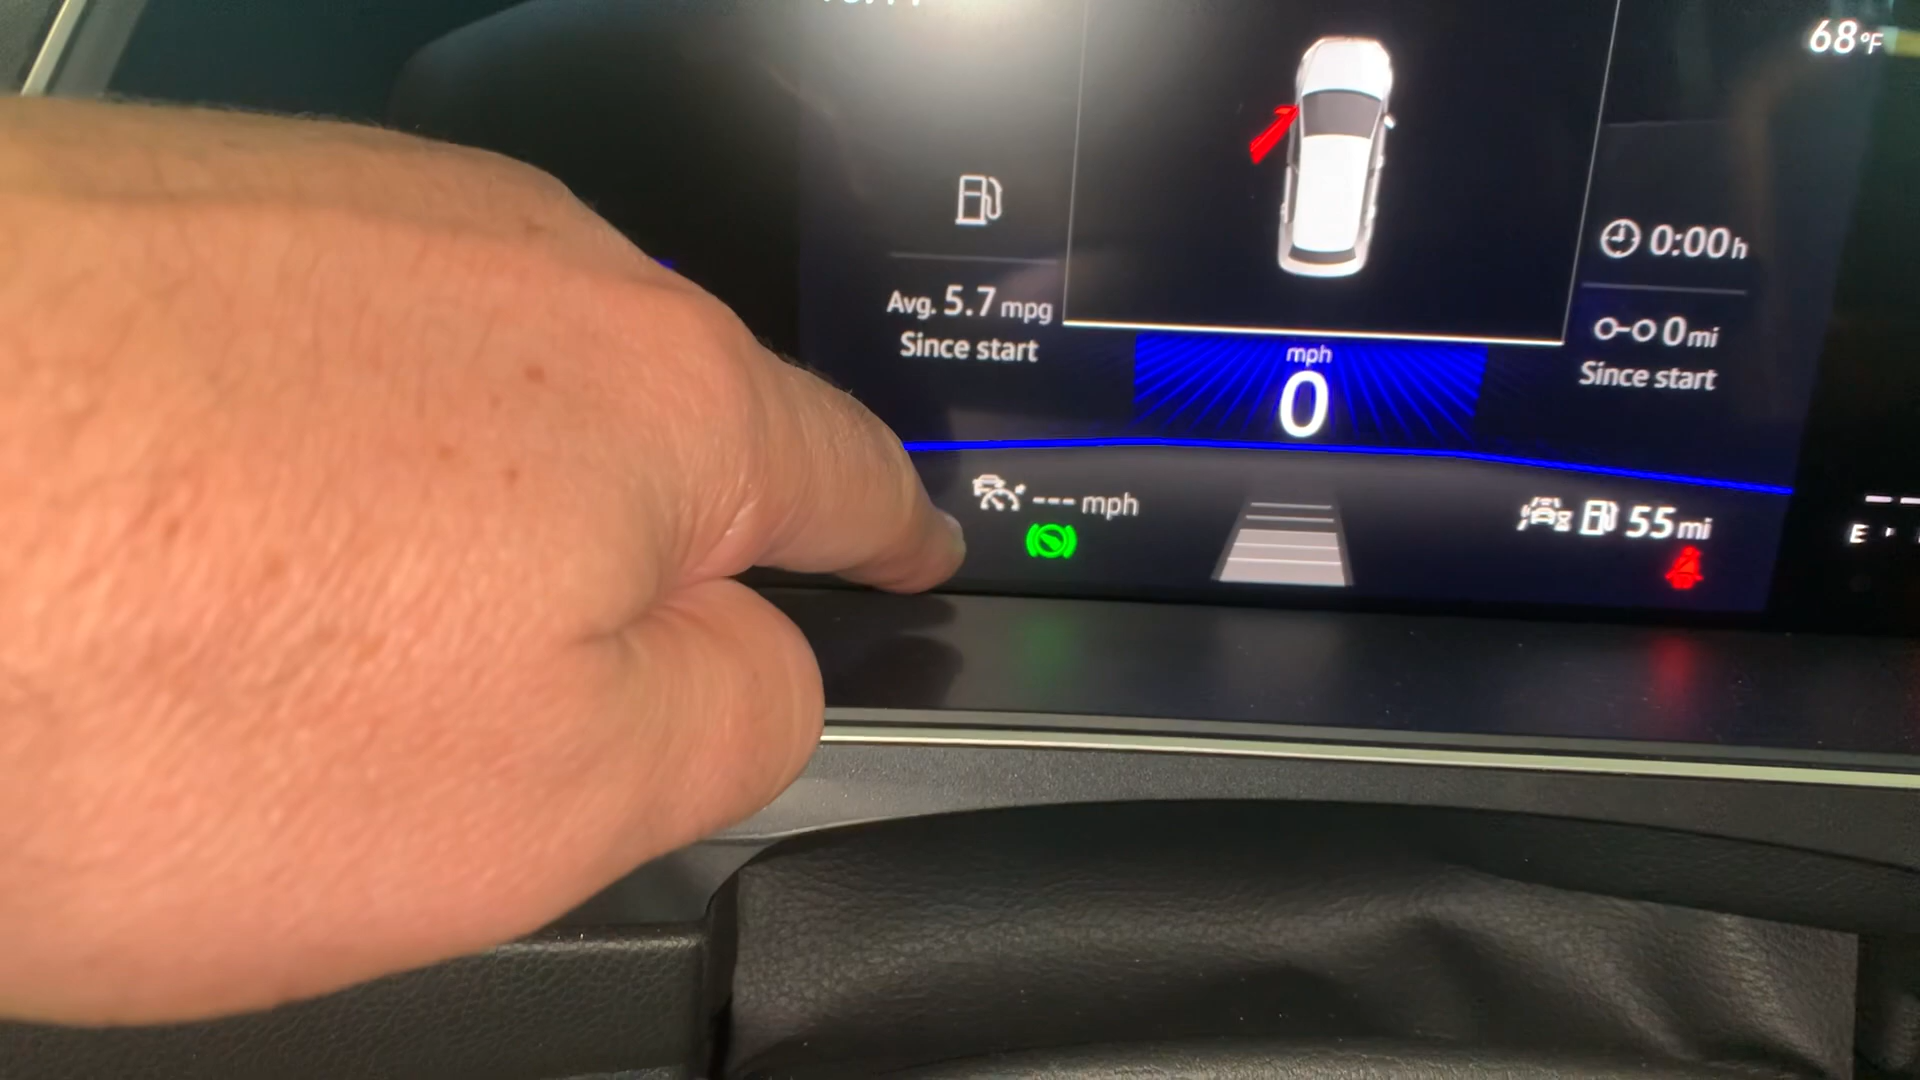 68°F
0:00h
Avg. 5.7 mpg
Since start
0 mi
Since start
mph
0
--- mph
55 mi
E